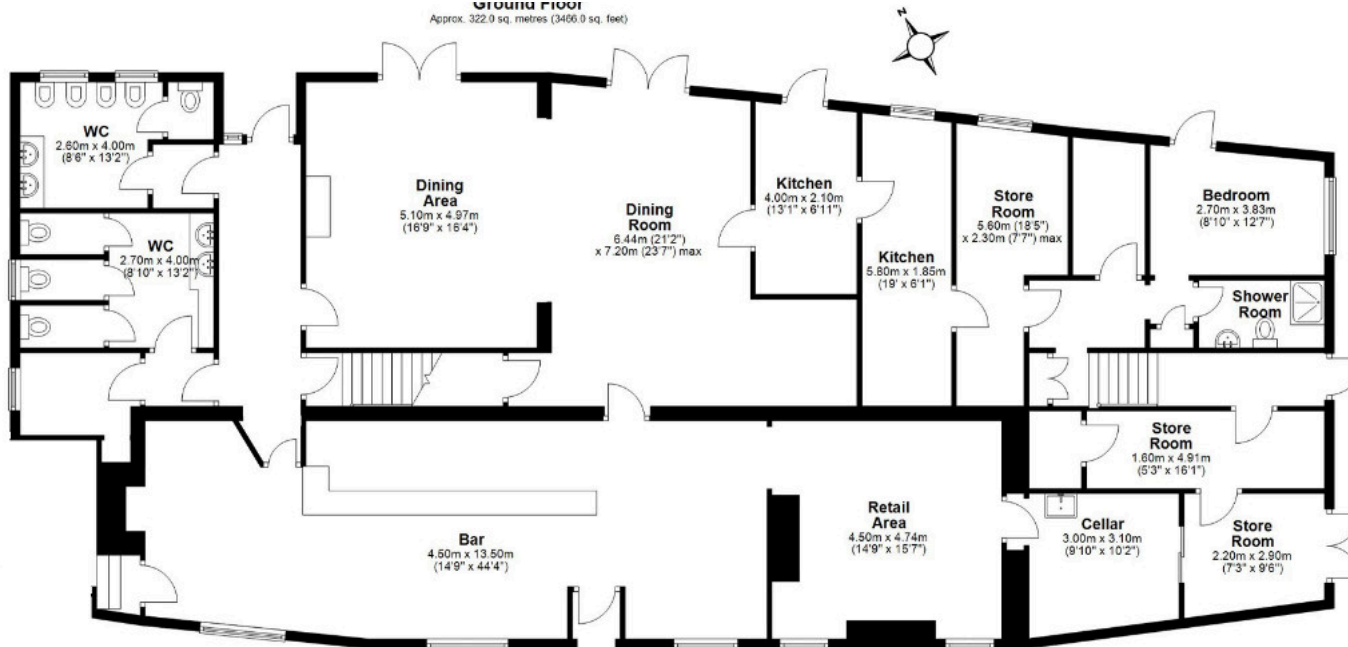 Ground Floor
Approx. 322.0 sq. metres (3466.0 sq. feet)
N
WC
2.60m x 4.00m
(8'6" x 13'2")
WC
2.70m x 4.00m
(8'10" x 13'2")
Dining
Area
5.10m x 4.97m
(16'9" x 16'4")
Dining
Room
6.44m (21'2")
x 7.20m (23'7") max
Kitchen
4.00m x 2.10m
(13'1" x 6'11")
Kitchen
5.80m x 1.85m
(19' x 6'1")
Store
Room
5.60m (18'5")
x 2.30m (7'7") max
Bedroom
2.70m x 3.83m
(8'10" x 12'7")
Shower
Room
Store
Room
1.60m x 4.91m
(5'3" x 16'1")
Bar
4.50m x 13.50m
(14'9" x 44'4")
Retail
Area
4.50m x 4.74m
(14'9" x 15'7")
Cellar
3.00m x 3.10m
(9'10" x 10'2")
Store
Room
2.20m x 2.90m
(7'3" x 9'6")